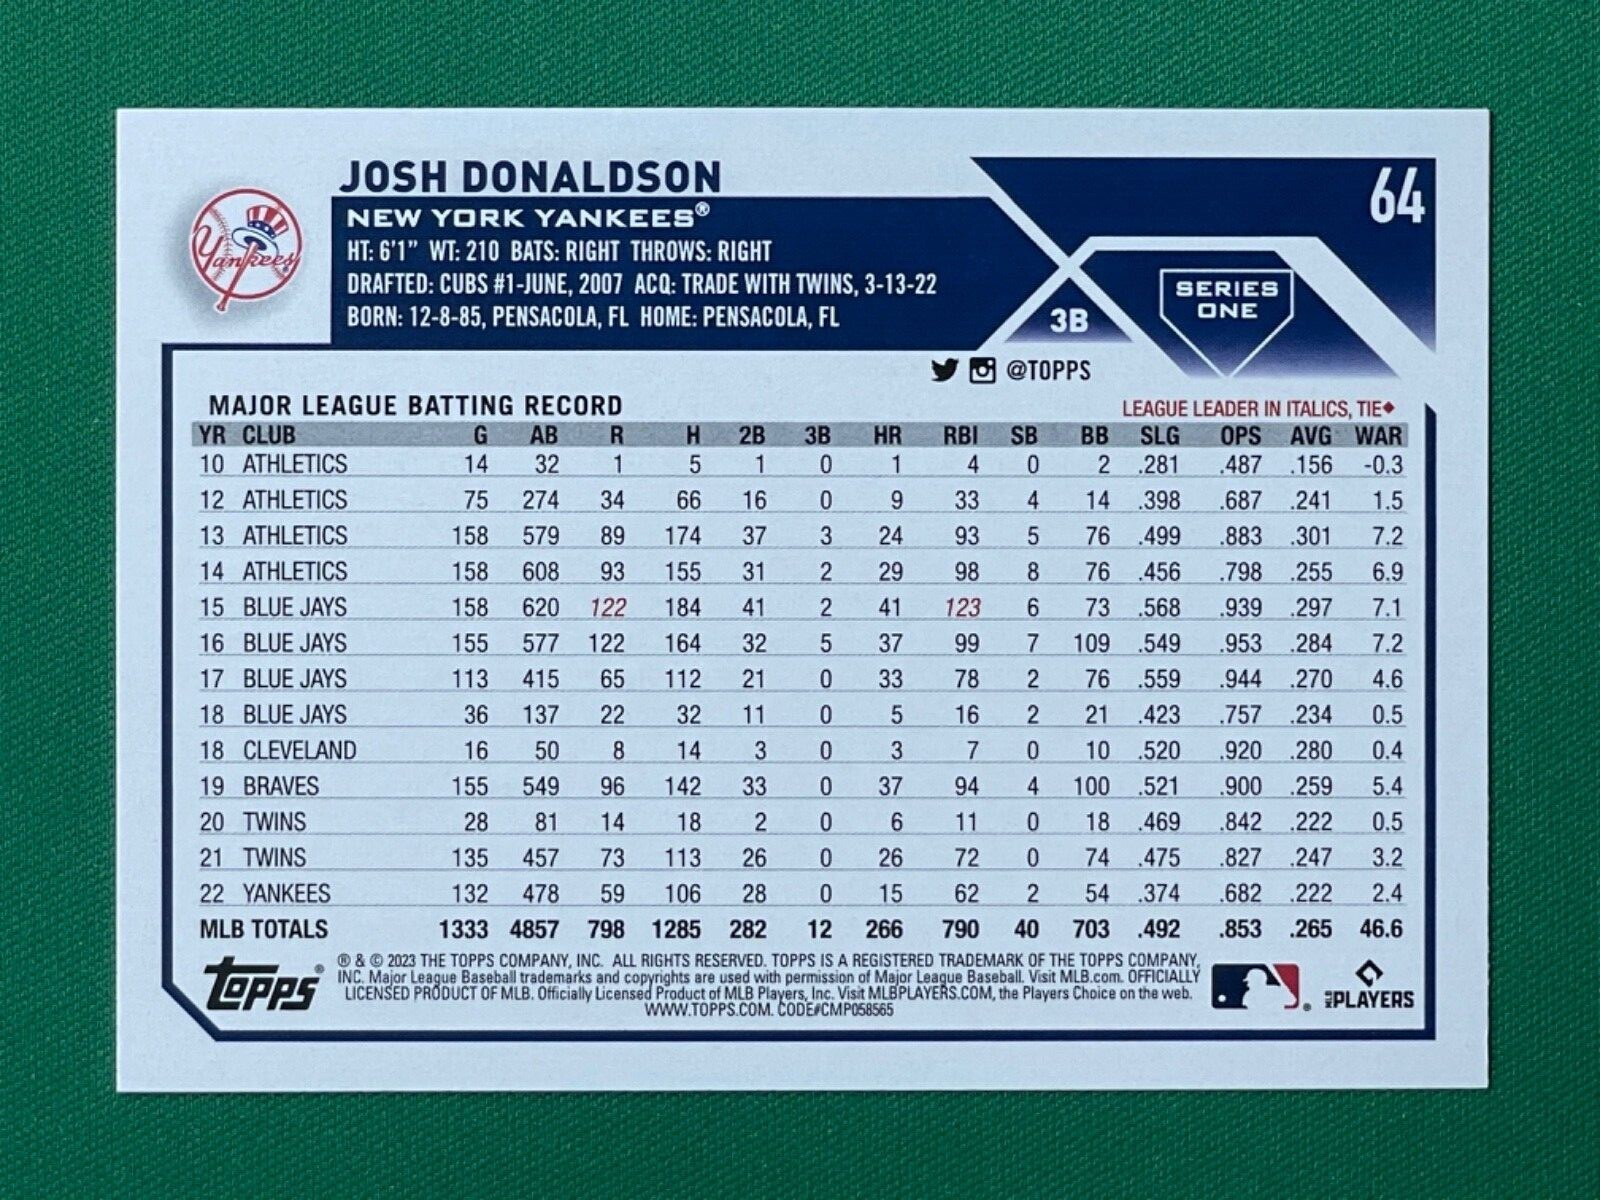 JOSH DONALDSON
64
Yankees
NEW YORK YANKEES®
HT: 6'1" WT: 210 BATS: RIGHT THROWS: RIGHT
DRAFTED: CUBS #1-JUNE, 2007 ACQ: TRADE WITH TWINS, 3-13-22
BORN: 12-8-85, PENSACOLA, FL HOME: PENSACOLA, FL
3B
SERIES
ONE
@TOPPS
MAJOR LEAGUE BATTING RECORD
LEAGUE LEADER IN ITALICS, TIE◆
YR CLUB G AB R H 2B 3B HR RBI SB BB SLG OPS AVG WAR
10 ATHLETICS 14 32 1 5 1 0 1 4 0 2 .281 .487 .156 -0.3
12 ATHLETICS 75 274 34 66 16 0 9 33 4 14 .398 .687 .241 1.5
13 ATHLETICS 158 579 89 174 37 3 24 93 5 76 .499 .883 .301 7.2
14 ATHLETICS 158 608 93 155 31 2 29 98 8 76 .456 .798 .255 6.9
15 BLUE JAYS 158 620 122 184 41 2 41 123 6 73 .568 .939 .297 7.1
16 BLUE JAYS 155 577 122 164 32 5 37 99 7 109 .549 .953 .284 7.2
17 BLUE JAYS 113 415 65 112 21 0 33 78 2 76 .559 .944 .270 4.6
18 BLUE JAYS 36 137 22 32 11 0 5 16 2 21 .423 .757 .234 0.5
18 CLEVELAND 16 50 8 14 3 0 3 7 0 10 .520 .920 .280 0.4
19 BRAVES 155 549 96 142 33 0 37 94 4 100 .521 .900 .259 5.4
20 TWINS 28 81 14 18 2 0 6 11 0 18 .469 .842 .222 0.5
21 TWINS 135 457 73 113 26 0 26 72 0 74 .475 .827 .247 3.2
22 YANKEES 132 478 59 106 28 0 15 62 2 54 .374 .682 .222 2.4
MLB TOTALS 1333 4857 798 1285 282 12 266 790 40 703 .492 .853 .265 46.6
topps®
® & © 2023 THE TOPPS COMPANY, INC. ALL RIGHTS RESERVED. TOPPS IS A REGISTERED TRADEMARK OF THE TOPPS COMPANY,
INC. Major League Baseball trademarks and copyrights are used with permission of Major League Baseball. Visit MLB.com. OFFICIALLY
LICENSED PRODUCT OF MLB. Officially Licensed Product of MLB Players, Inc. Visit MLBPLAYERS.COM, the Players Choice on the web.
WWW.TOPPS.COM. CODE#CMP058565
®
MLB PLAYERS